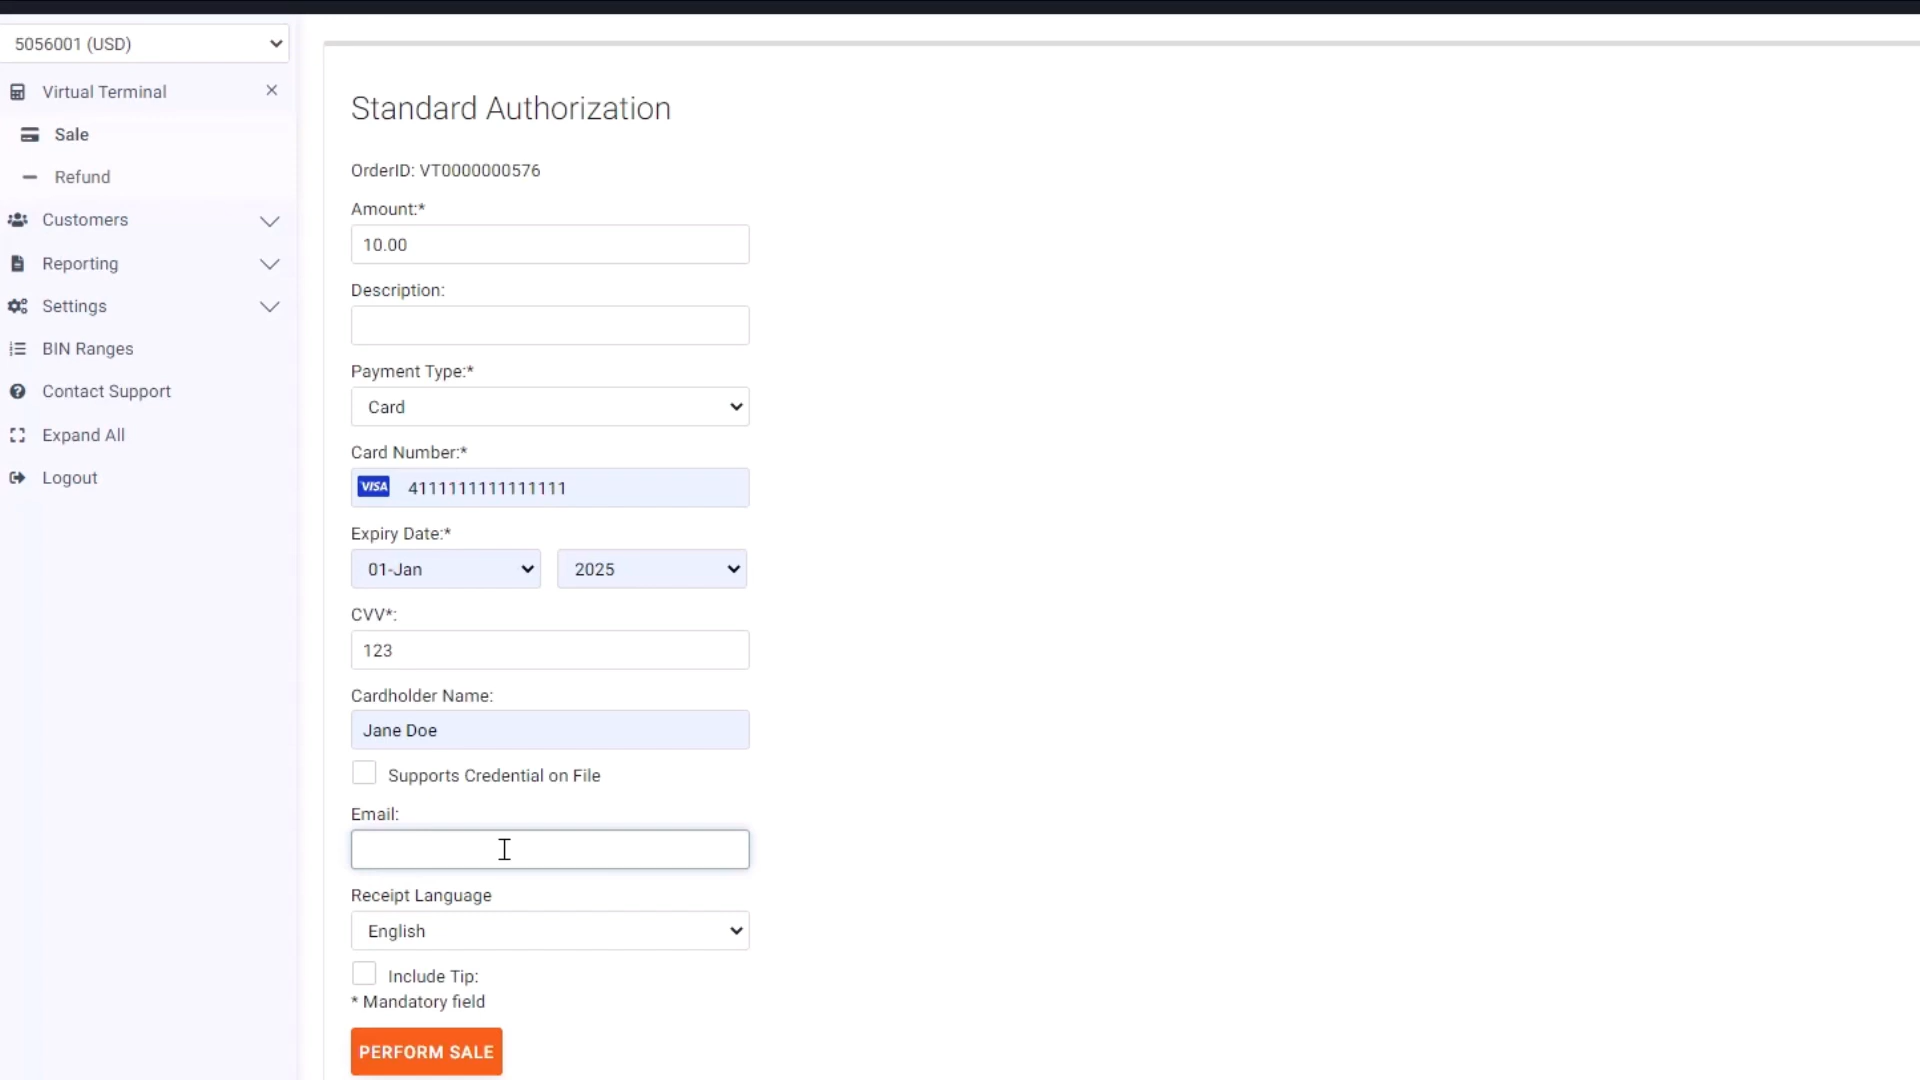 5056001 (USD)
Virtual Terminal
Sale
Refund
Customers
Reporting
Settings
BIN Ranges
Contact Support
Expand All
Logout
Standard Authorization
OrderID: VT0000000576
Amount:*
10.00
Description:
Payment Type:*
Card
Card Number:*
VISA 4111111111111111
Expiry Date:*
01-Jan 2025
CVV*:
123
Cardholder Name:
Jane Doe
Supports Credential on File
Email:
Receipt Language
English
Include Tip:
* Mandatory field
PERFORM SALE